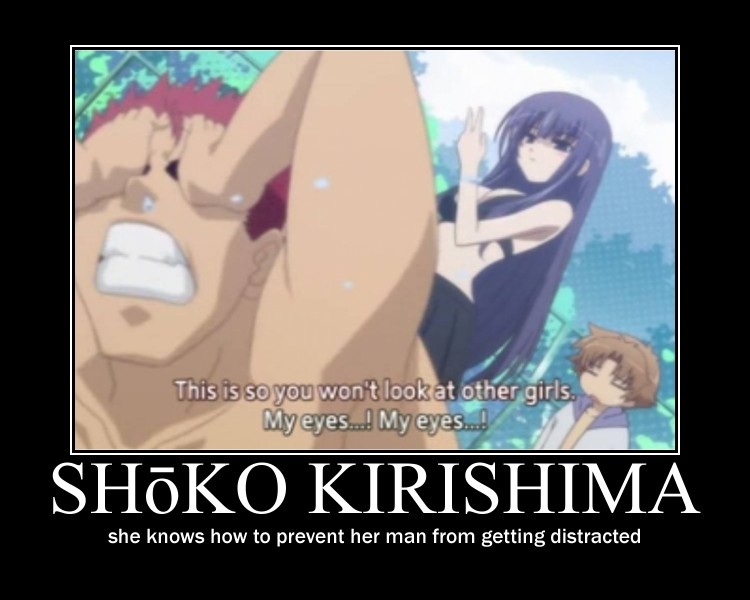 This is so you won't look at other girls.
My eyes...! My eyes...!
SHōKO KIRISHIMA
she knows how to prevent her man from getting distracted